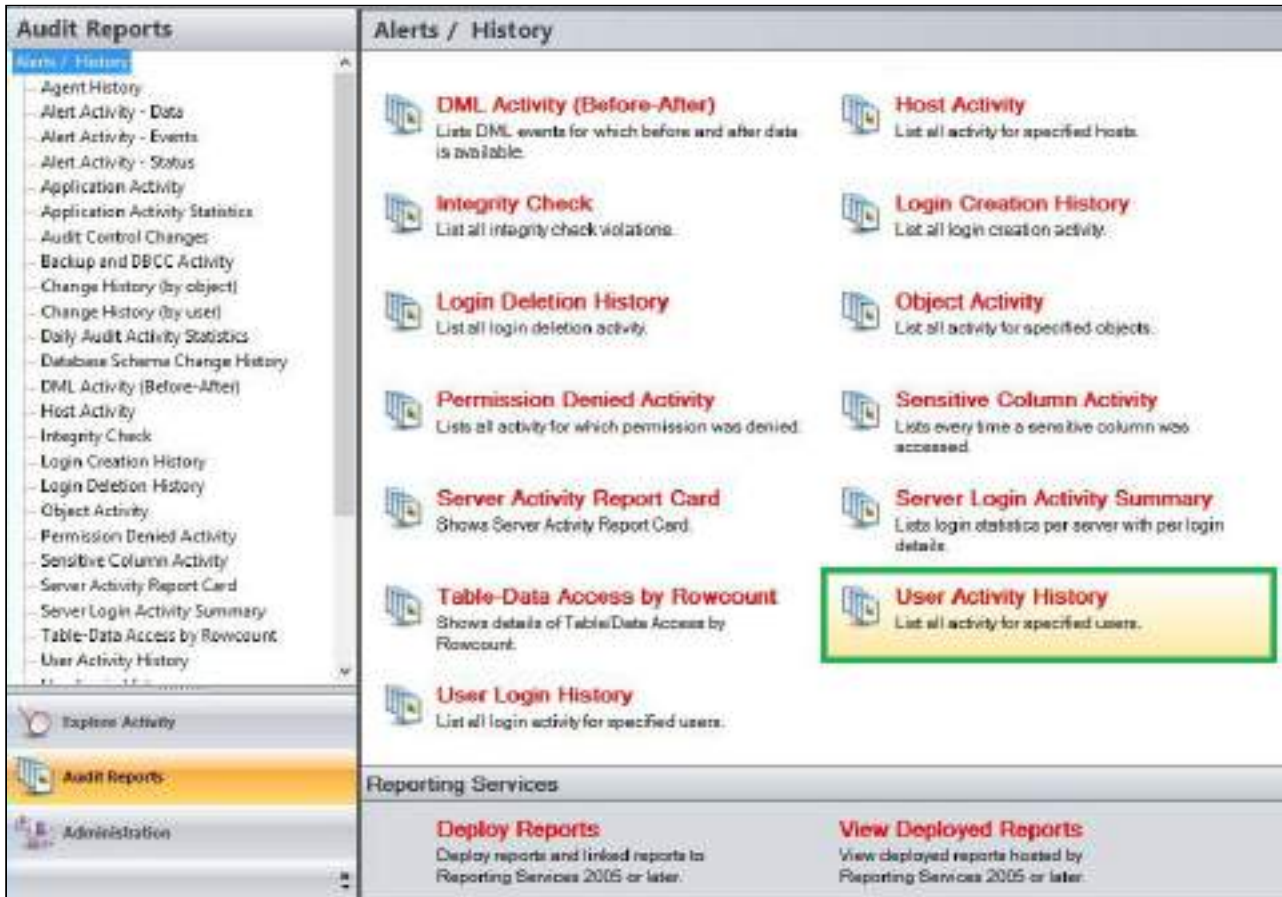 Audit Reports
Alerts / History
Agent History
Alert Activity - Data
Alert Activity - Events
Alert Activity - Status
Application Activity
Application Activity Statistics
Audit Control Changes
Backup and DBCC Activity
Change History (by object)
Change History (by user)
Daily Audit Activity Statistics
Database Schema Change History
DML Activity (Before-After)
Host Activity
Integrity Check
Login Creation History
Login Deletion History
Object Activity
Permission Denied Activity
Sensitive Column Activity
Server Activity Report Card
Server Login Activity Summary
Table-Data Access by Rowcount
User Activity History
Explore Activity
Audit Reports
Administration
Alerts / History
DML Activity (Before-After)
Lists DML events for which before and after data
is available.
Host Activity
List all activity for specified hosts.
Integrity Check
List all integrity check violations.
Login Creation History
List all login creation activity.
Login Deletion History
List all login deletion activity.
Object Activity
List all activity for specified objects.
Permission Denied Activity
Lists all activity for which permission was denied.
Sensitive Column Activity
Lists every time a sensitive column was
accessed.
Server Activity Report Card
Shows Server Activity Report Card.
Server Login Activity Summary
Lists login statistics per server with per login
details.
Table-Data Access by Rowcount
Shows details of Table/Data Access by
Rowcount.
User Activity History
List all activity for specified users.
User Login History
List all login activity for specified users.
Reporting Services
Deploy Reports
Deploy reports and linked reports to
Reporting Services 2005 or later.
View Deployed Reports
View deployed reports hosted by
Reporting Services 2005 or later.